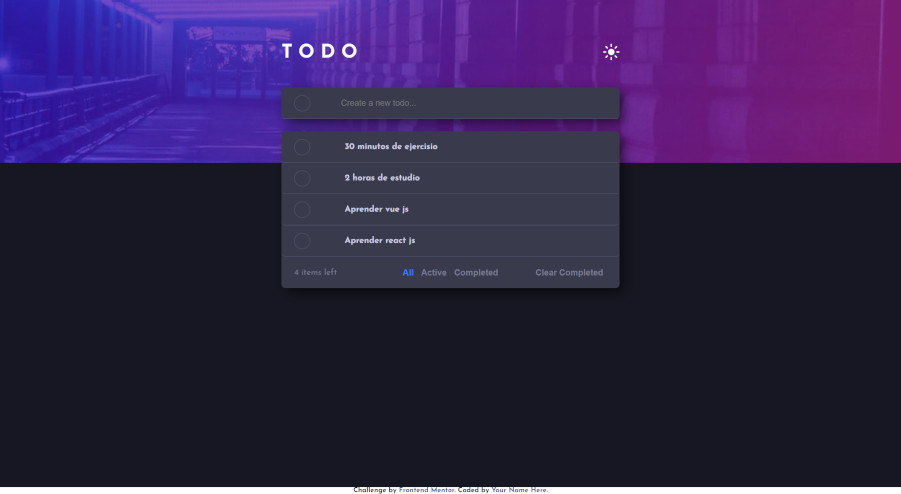 TODO
Create a new todo...
30 minutos de ejercisio
2 horas de estudio
Aprender vue js
Aprender react js
4 items left All Active Completed Clear Completed
Challenge by Frontend Mentor. Coded by Your Name Here.